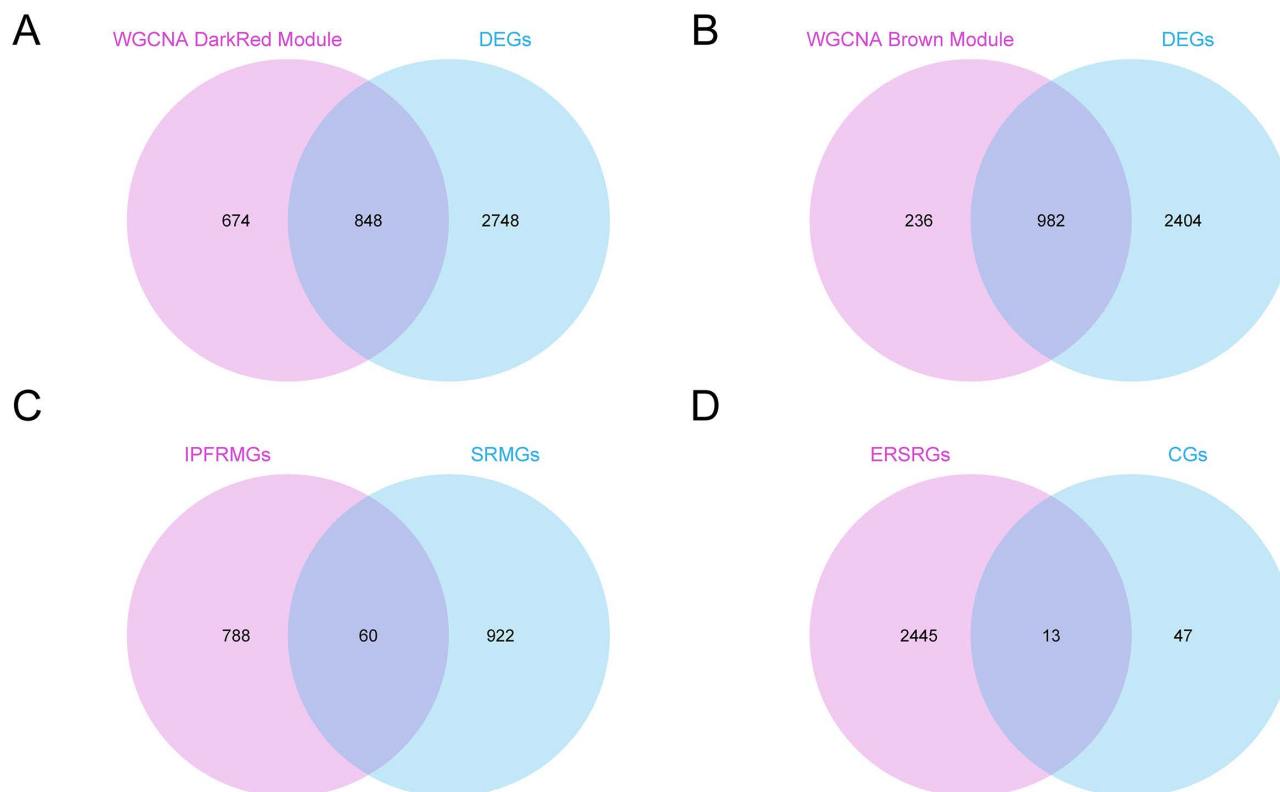 A
WGCNA DarkRed Module DEGs
674 848 2748
B
WGCNA Brown Module DEGs
236 982 2404
C
IPFRMGs SRMGs
788 60 922
D
ERSRGs CGs
2445 13 47